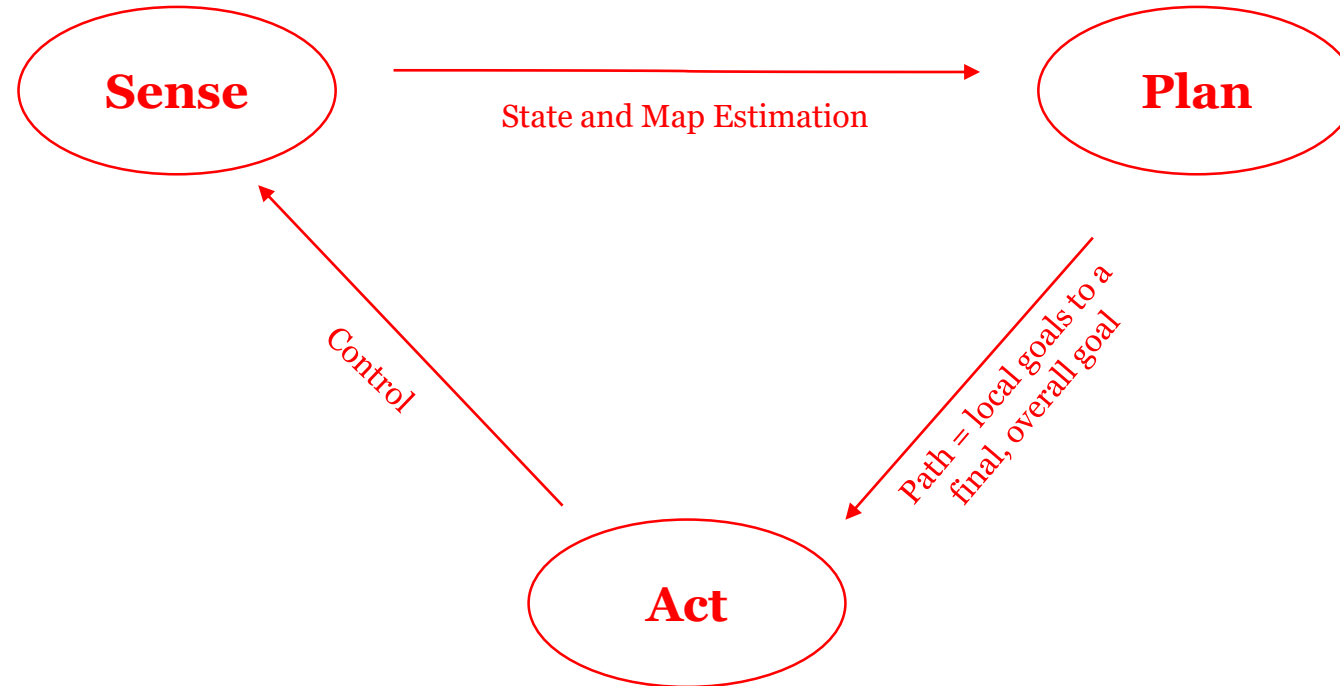 Sense
Plan
State and Map Estimation
Control
Path = local goals to a
final, overall goal
Act